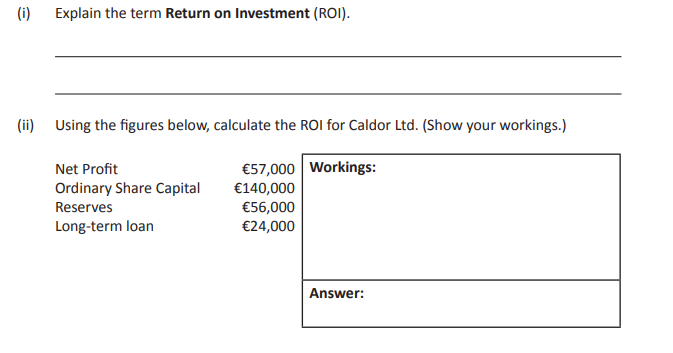 (i) Explain the term Return on Investment (ROI).
(ii) Using the figures below, calculate the ROI for Caldor Ltd. (Show your workings.)
Net Profit €57,000
Ordinary Share Capital €140,000
Reserves €56,000
Long-term loan €24,000
Workings:
Answer: